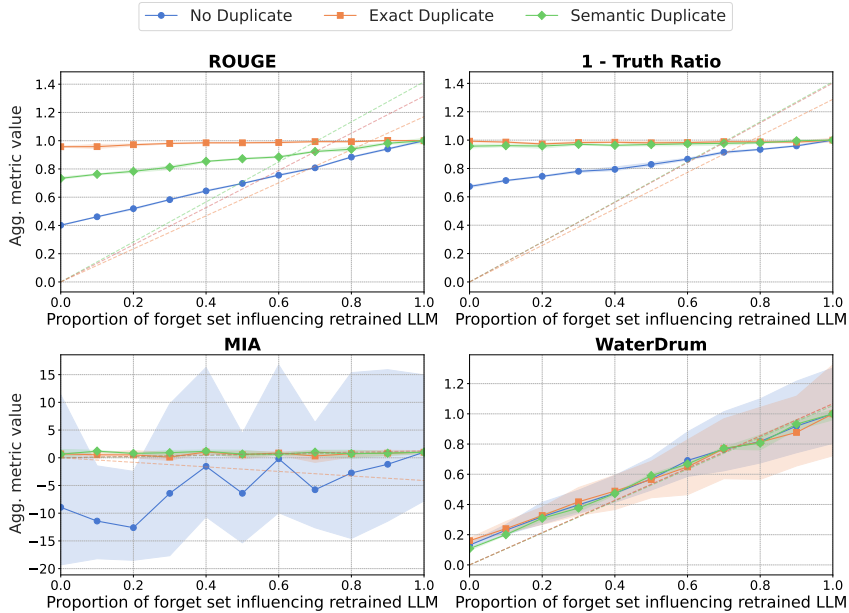 No Duplicate Exact Duplicate Semantic Duplicate
ROUGE
1.4
1.2
1.0
0.8
0.6
0.4
0.2
0.0
Agg. metric value
0.0 0.2 0.4 0.6 0.8 1.0
Proportion of forget set influencing retrained LLM
1 - Truth Ratio
1.4
1.2
1.0
0.8
0.6
0.4
0.2
0.0
0.0 0.2 0.4 0.6 0.8 1.0
Proportion of forget set influencing retrained LLM
MIA
15
10
5
0
−5
−10
−15
−20
Agg. metric value
0.0 0.2 0.4 0.6 0.8 1.0
Proportion of forget set influencing retrained LLM
WaterDrum
1.2
1.0
0.8
0.6
0.4
0.2
0.0
0.0 0.2 0.4 0.6 0.8 1.0
Proportion of forget set influencing retrained LLM